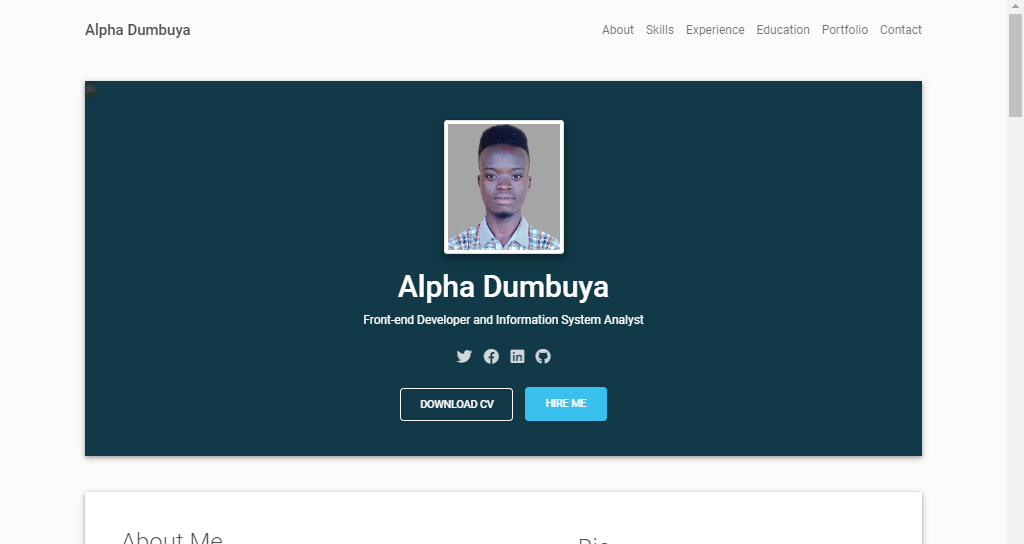 Alpha Dumbuya
About Skills Experience Education Portfolio Contact
Alpha Dumbuya
Front-end Developer and Information System Analyst
DOWNLOAD CV HIRE ME
About Me
Bio